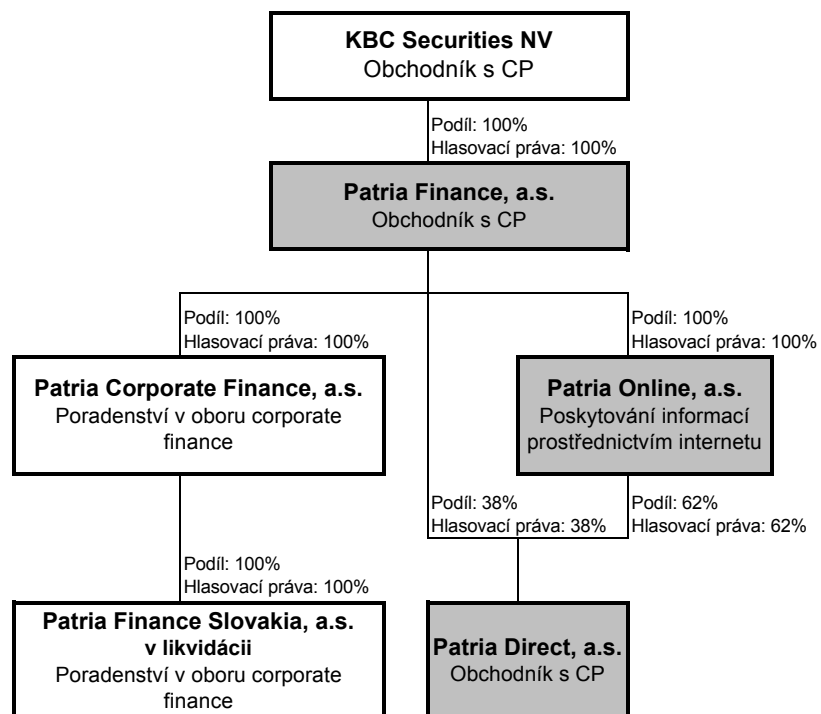 KBC Securities NV
Obchodník s CP
Podíl: 100%
Hlasovací práva: 100%
Patria Finance, a.s.
Obchodník s CP
Podíl: 100%
Hlasovací práva: 100%
Podíl: 100%
Hlasovací práva: 100%
Patria Corporate Finance, a.s.
Poradenství v oboru corporate
finance
Patria Online, a.s.
Poskytování informací
prostřednictvím internetu
Podíl: 38%
Hlasovací práva: 38%
Podíl: 62%
Hlasovací práva: 62%
Podíl: 100%
Hlasovací práva: 100%
Patria Finance Slovakia, a.s.
v likvidácii
Poradenství v oboru corporate
finance
Patria Direct, a.s.
Obchodník s CP